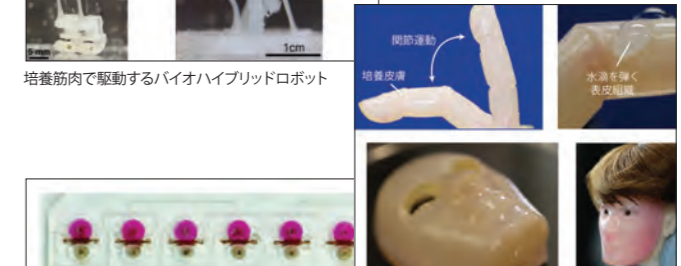 5 mm
1cm
培養筋肉で駆動するバイオハイブリッドロボット
関節運動
培養皮膚
水滴を弾く
表皮組織